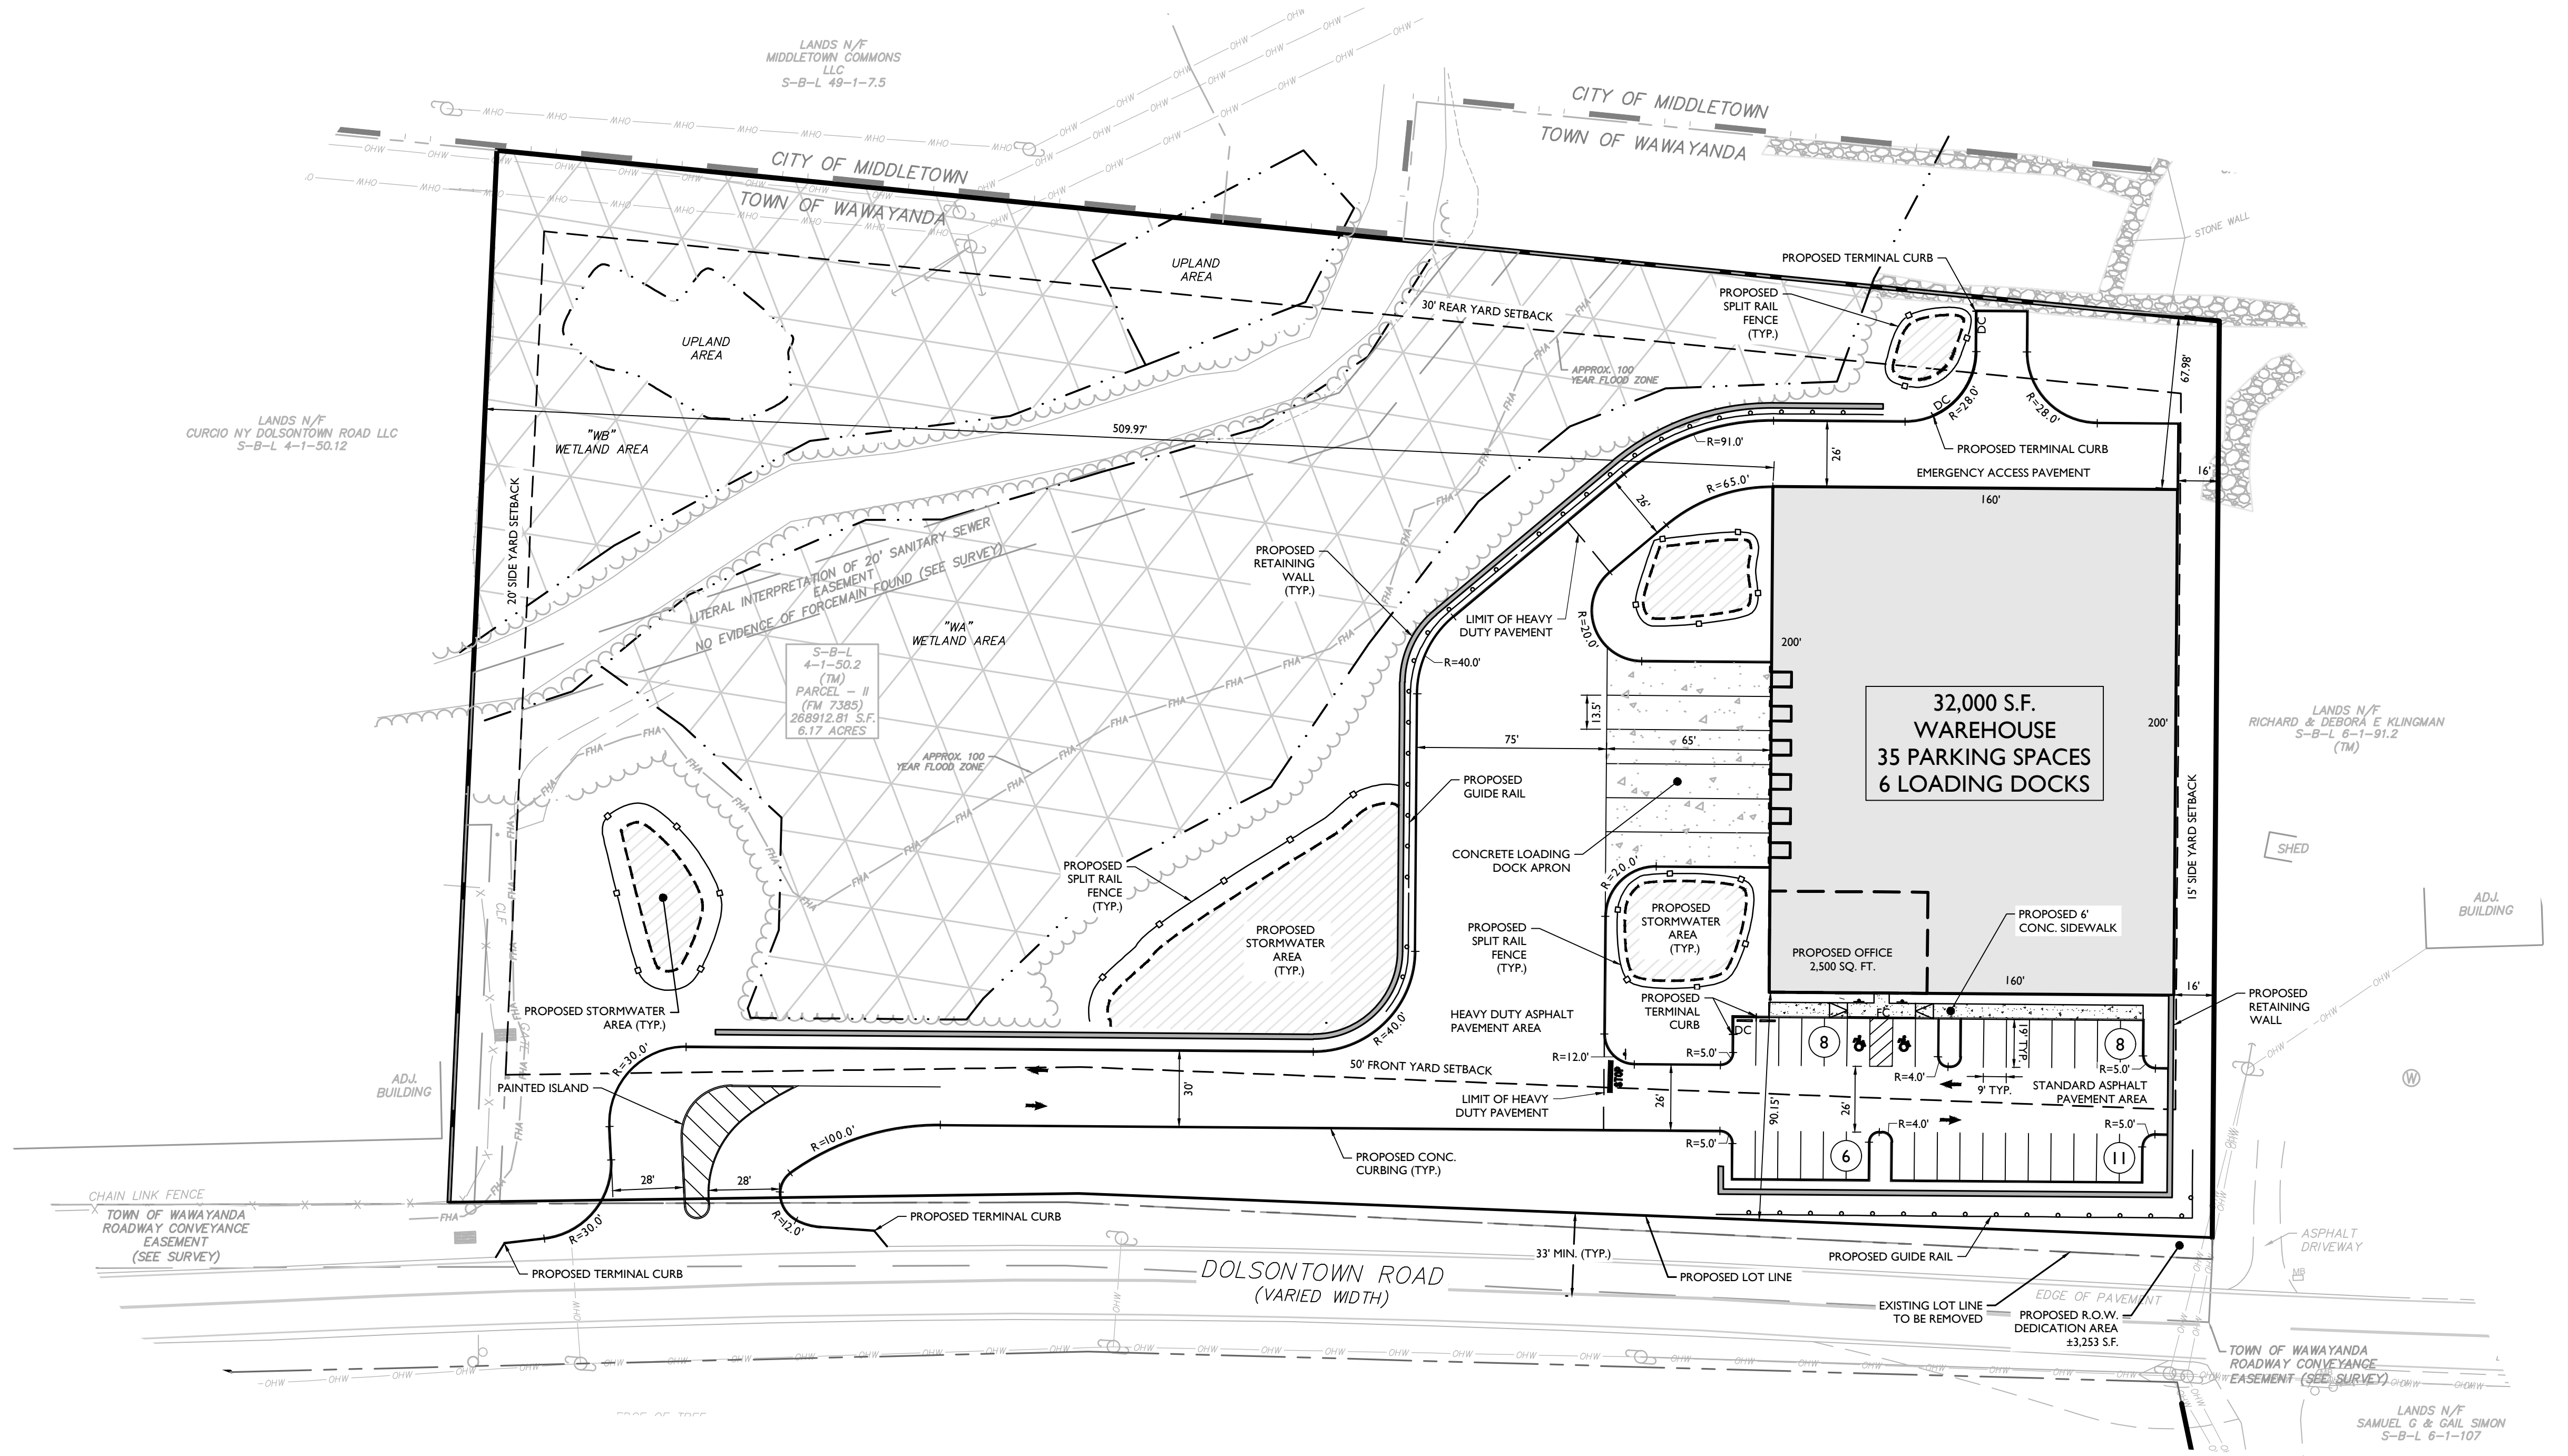 LANDS N/F
MIDDLETOWN COMMONS
LLC
S-B-L 49-1-7.5
CITY OF MIDDLETOWN
TOWN OF WAWAYANDA
CITY OF MIDDLETOWN
TOWN OF WAWAYANDA
STONE WALL
PROPOSED TERMINAL CURB
PROPOSED
SPLIT RAIL
FENCE
(TYP.)
UPLAND
AREA
UPLAND
AREA
30' REAR YARD SETBACK
APPROX. 100
YEAR FLOOD ZONE
DC
DC
R=28.0'
R=28.0'
67.98'
LANDS N/F
CURCIO NY DOLSONTOWN ROAD LLC
S-B-L 4-1-50.12
"WB"
WETLAND AREA
509.97'
R=91.0'
26'
PROPOSED TERMINAL CURB
EMERGENCY ACCESS PAVEMENT
16'
20' SIDE YARD SETBACK
R=65.0'
26'
160'
LITERAL INTERPRETATION OF 20' SANITARY SEWER
EASEMENT
NO EVIDENCE OF FORCEMAIN FOUND (SEE SURVEY)
PROPOSED
RETAINING
WALL
(TYP.)
"WA"
WETLAND AREA
LIMIT OF HEAVY
DUTY PAVEMENT
R=20.0'
R=40.0'
200'
S-B-L
4-1-50.2
(TM)
PARCEL - II
(FM 7385)
268912.81 S.F.
6.17 ACRES
13.5'
75'
65'
32,000 S.F.
WAREHOUSE
35 PARKING SPACES
6 LOADING DOCKS
200'
LANDS N/F
RICHARD & DEBORA E KLINGMAN
S-B-L 6-1-91.2
(TM)
APPROX. 100
YEAR FLOOD ZONE
PROPOSED
GUIDE RAIL
15' SIDE YARD SETBACK
SHED
CONCRETE LOADING
DOCK APRON
PROPOSED
SPLIT RAIL
FENCE
(TYP.)
R=20.0'
ADJ.
BUILDING
CLF
PROPOSED
STORMWATER
AREA
(TYP.)
PROPOSED
SPLIT RAIL
FENCE
(TYP.)
PROPOSED
STORMWATER
AREA
(TYP.)
PROPOSED OFFICE
2,500 SQ. FT.
PROPOSED 6'
CONC. SIDEWALK
160'
16'
PROPOSED
RETAINING
WALL
PROPOSED STORMWATER
AREA (TYP.)
GATE
HEAVY DUTY ASPHALT
PAVEMENT AREA
PROPOSED
TERMINAL
CURB
DC
FC
8
8
19' TYP.
R=30.0'
R=40.0'
R=12.0'
R=5.0'
R=4.0'
9' TYP.
R=5.0'
STANDARD ASPHALT
PAVEMENT AREA
ADJ.
BUILDING
PAINTED ISLAND
50' FRONT YARD SETBACK
STOP
LIMIT OF HEAVY
DUTY PAVEMENT
30'
26'
90.15'
26'
W
R=100.0'
R=5.0'
R=4.0'
R=5.0'
6
11
PROPOSED CONC.
CURBING (TYP.)
28'
28'
CHAIN LINK FENCE
TOWN OF WAWAYANDA
ROADWAY CONVEYANCE
EASEMENT
(SEE SURVEY)
R=30.0'
R=12.0'
PROPOSED TERMINAL CURB
PROPOSED TERMINAL CURB
DOLSONTOWN ROAD
(VARIED WIDTH)
33' MIN. (TYP.)
PROPOSED LOT LINE
PROPOSED GUIDE RAIL
ASPHALT
DRIVEWAY
MB
EDGE OF PAVEMENT
EXISTING LOT LINE
TO BE REMOVED
PROPOSED R.O.W.
DEDICATION AREA
±3,253 S.F.
TOWN OF WAWAYANDA
ROADWAY CONVEYANCE
EASEMENT (SEE SURVEY)
LANDS N/F
SAMUEL G & GAIL SIMON
S-B-L 6-1-107